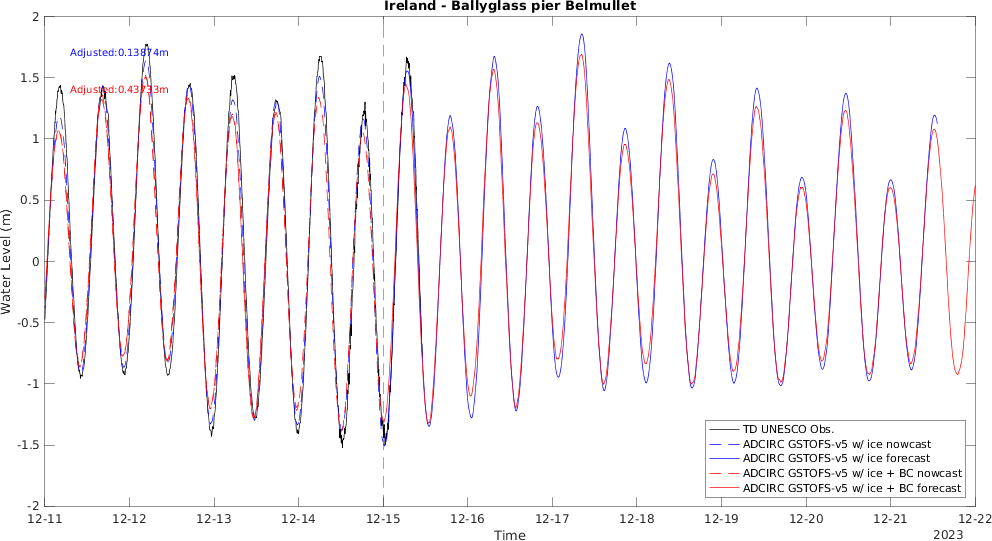 Ireland - Ballyglass pier Belmullet
2
1.5
1
0.5
0
-0.5
-1
-1.5
-2
Water Level (m)
Adjusted:0.13874m
Adjusted:0.43733m
TD UNESCO Obs.
ADCIRC GSTOFS-v5 w/ ice nowcast
ADCIRC GSTOFS-v5 w/ ice forecast
ADCIRC GSTOFS-v5 w/ ice + BC nowcast
ADCIRC GSTOFS-v5 w/ ice + BC forecast
12-11 12-12 12-13 12-14 12-15 12-16 12-17 12-18 12-19 12-20 12-21 12-22
Time
2023